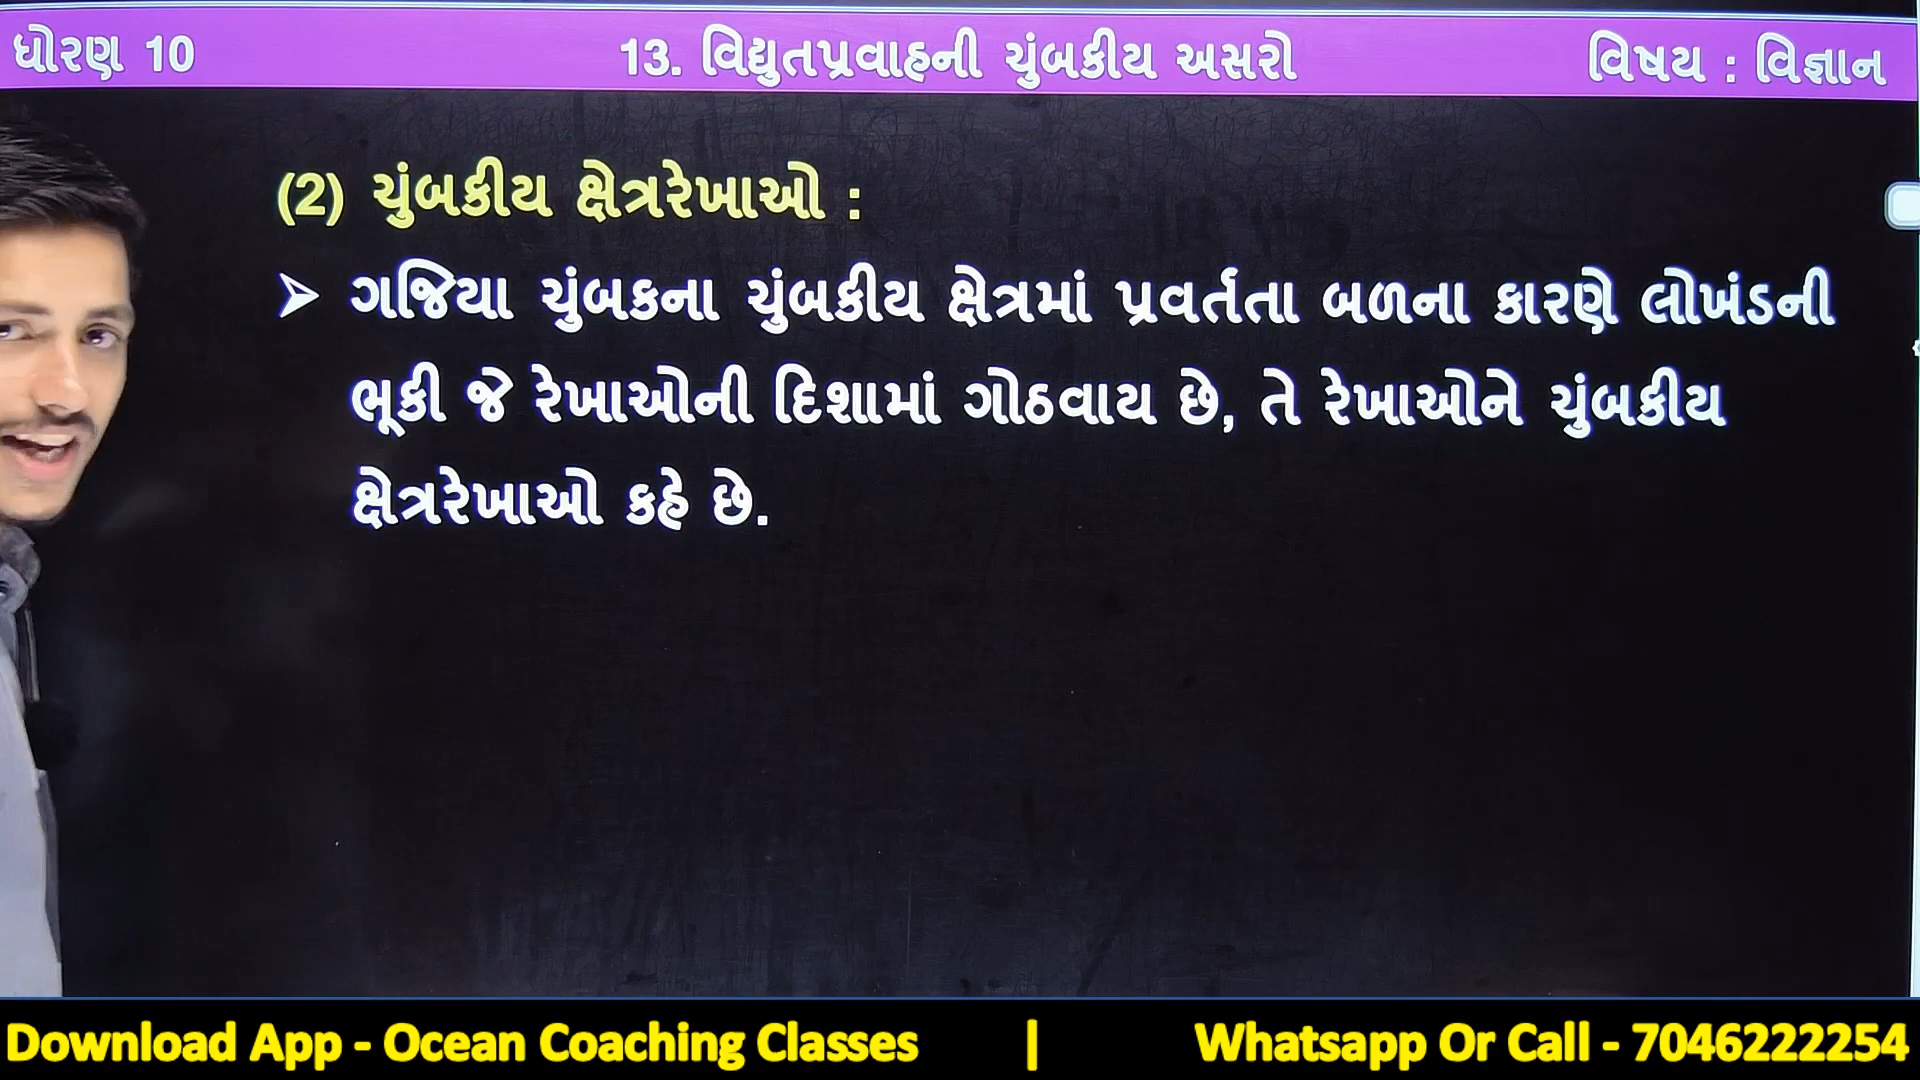 ધોરણ 10 13. વિદ્યુતપ્રવાહની ચુંબકીય અસરો વિષય : વિજ્ઞાન
(2) ચુંબકીય ક્ષેત્રરેખાઓ :
➢ ગજિયા ચુંબકના ચુંબકીય ક્ષેત્રમાં પ્રવર્તતા બળના કારણે લોખંડની
ભૂકી જે રેખાઓની દિશામાં ગોઠવાય છે, તે રેખાઓને ચુંબકીય
ક્ષેત્રરેખાઓ કહે છે.
Download App - Ocean Coaching Classes | Whatsapp Or Call - 7046222254